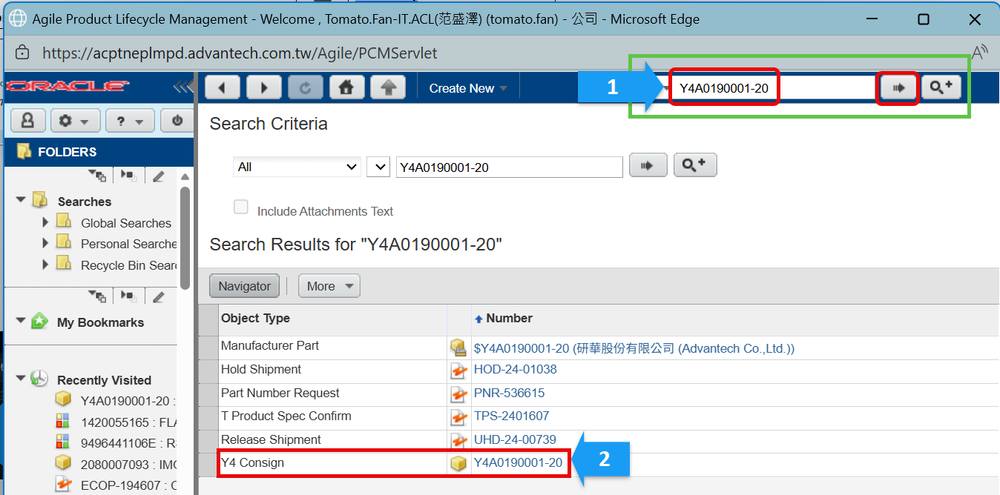 Agile Product Lifecycle Management - Welcome , Tomato.Fan-IT.ACL(范盛澤) (tomato.fan) - 公司 - Microsoft Edge
https://acptneplmpd.advantech.com.tw/Agile/PCMServlet
ORACLE
Create New
1
Y4A0190001-20
?
FOLDERS
Searches
Global Searches
Personal Searche
Recycle Bin Sear
My Bookmarks
Recently Visited
Y4A0190001-20 :
1420055165 : FLA
9496441106E : R
2080007093 : IMG
ECOP-194607 : C
Search Criteria
All
Y4A0190001-20
Include Attachments Text
Search Results for "Y4A0190001-20"
Navigator
More
Object Type Number
Manufacturer Part $Y4A0190001-20 (研華股份有限公司 (Advantech Co.,Ltd.))
Hold Shipment HOD-24-01038
Part Number Request PNR-536615
T Product Spec Confirm TPS-2401607
Release Shipment UHD-24-00739
Y4 Consign Y4A0190001-20
2